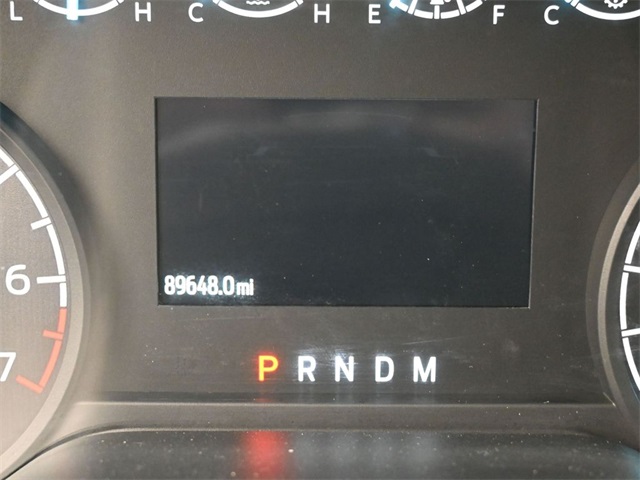 L H C H E F C
6
89648.0mi
7
P R N D M